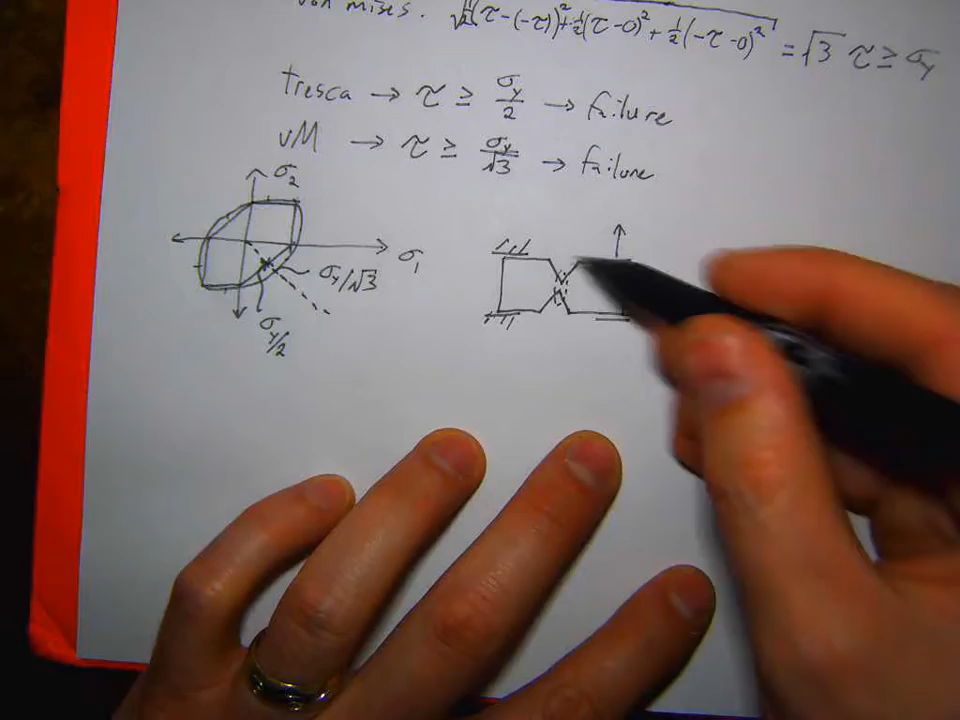 von mises. √(½(τ-(-τ))²+½(τ-0)²+½(-τ-0)²) = √3 τ ≥ σy
tresca → τ ≥ σy/2 → failure
vM → τ ≥ σy/√3 → failure
σ2
σ1
σy/√3
σy/2